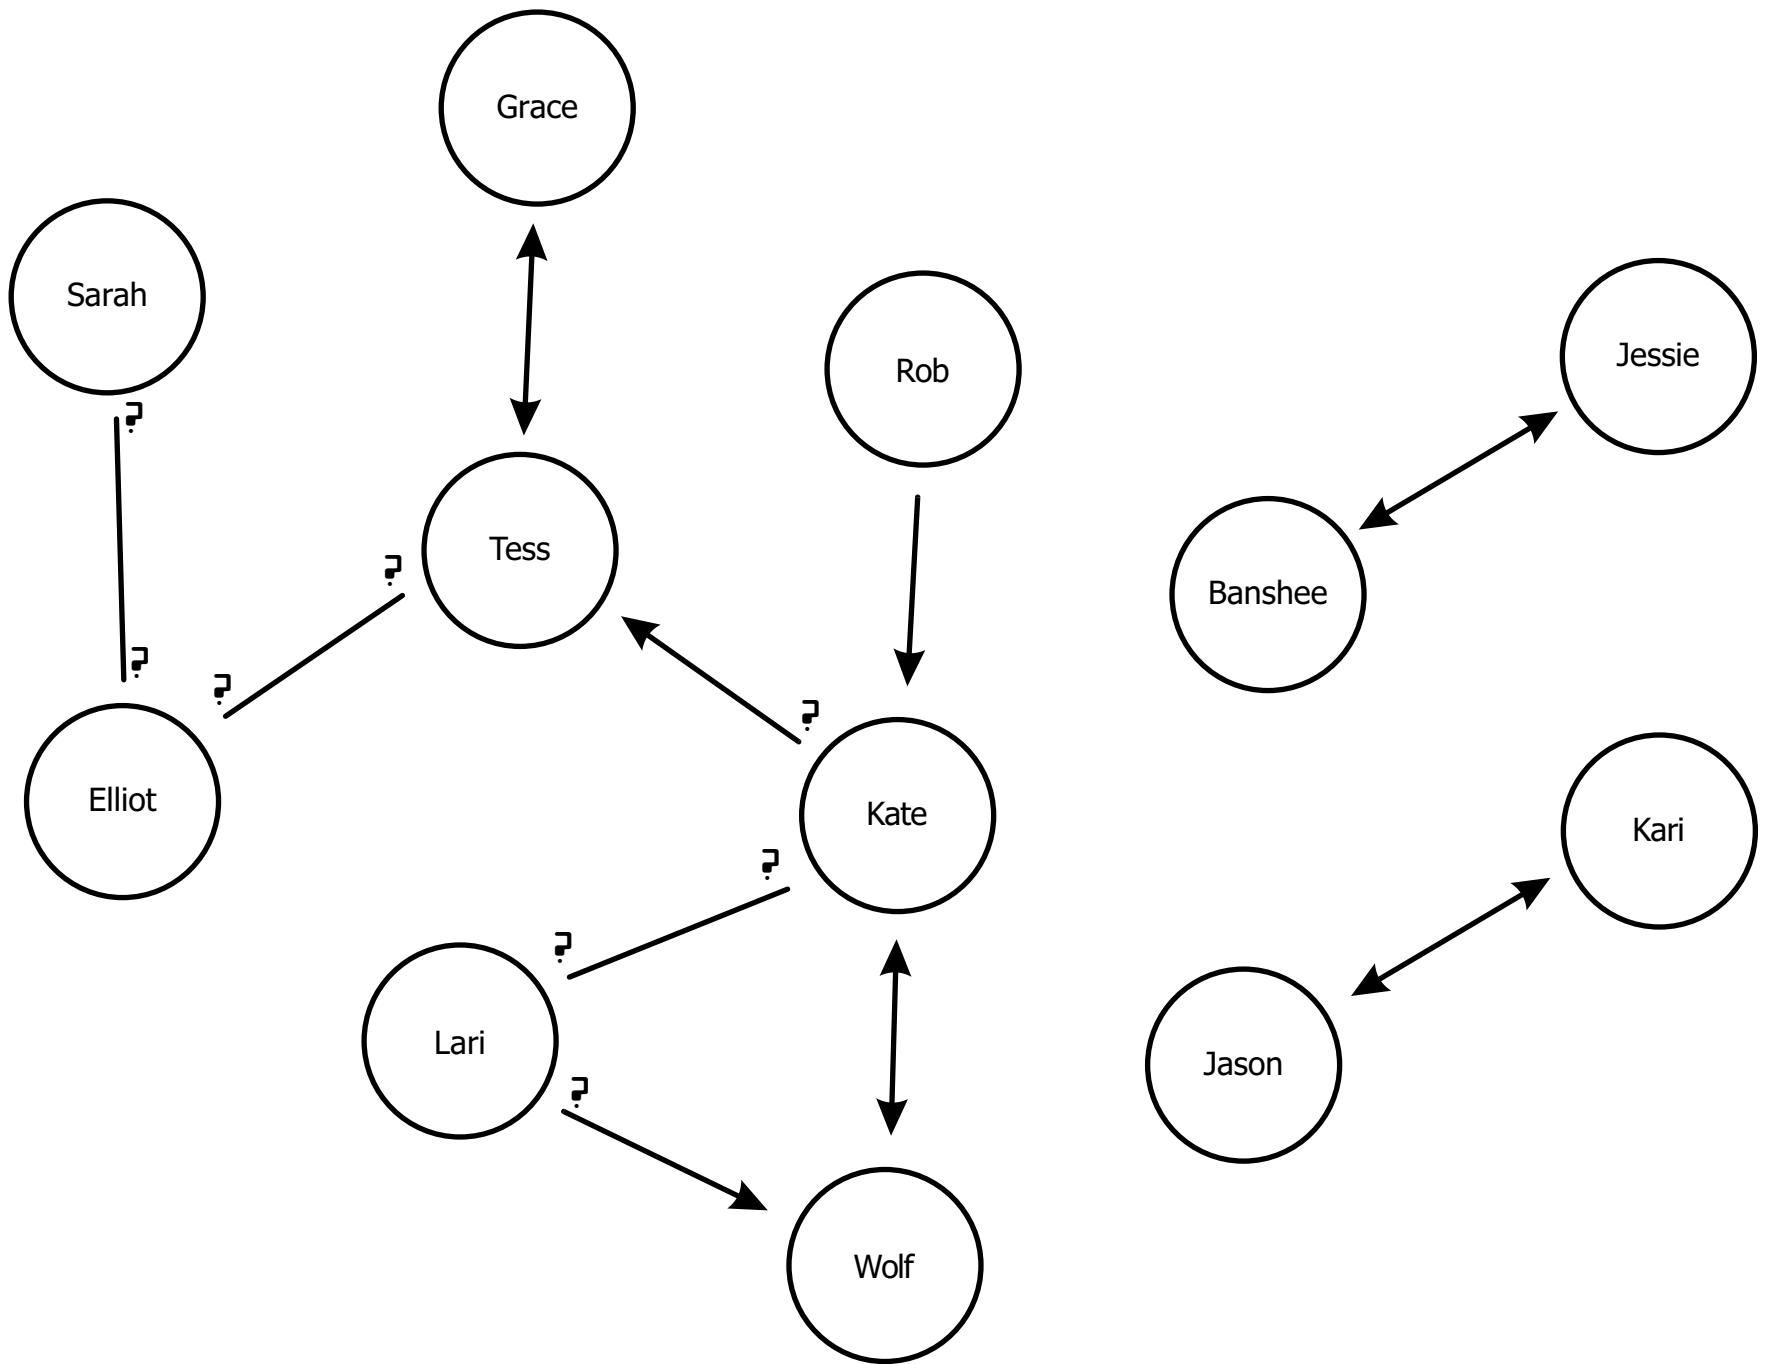 Grace
Sarah
Rob
Jessie
?
Tess
?
Banshee
?
?
?
Elliot
Kate
Kari
?
?
Lari
Jason
?
Wolf